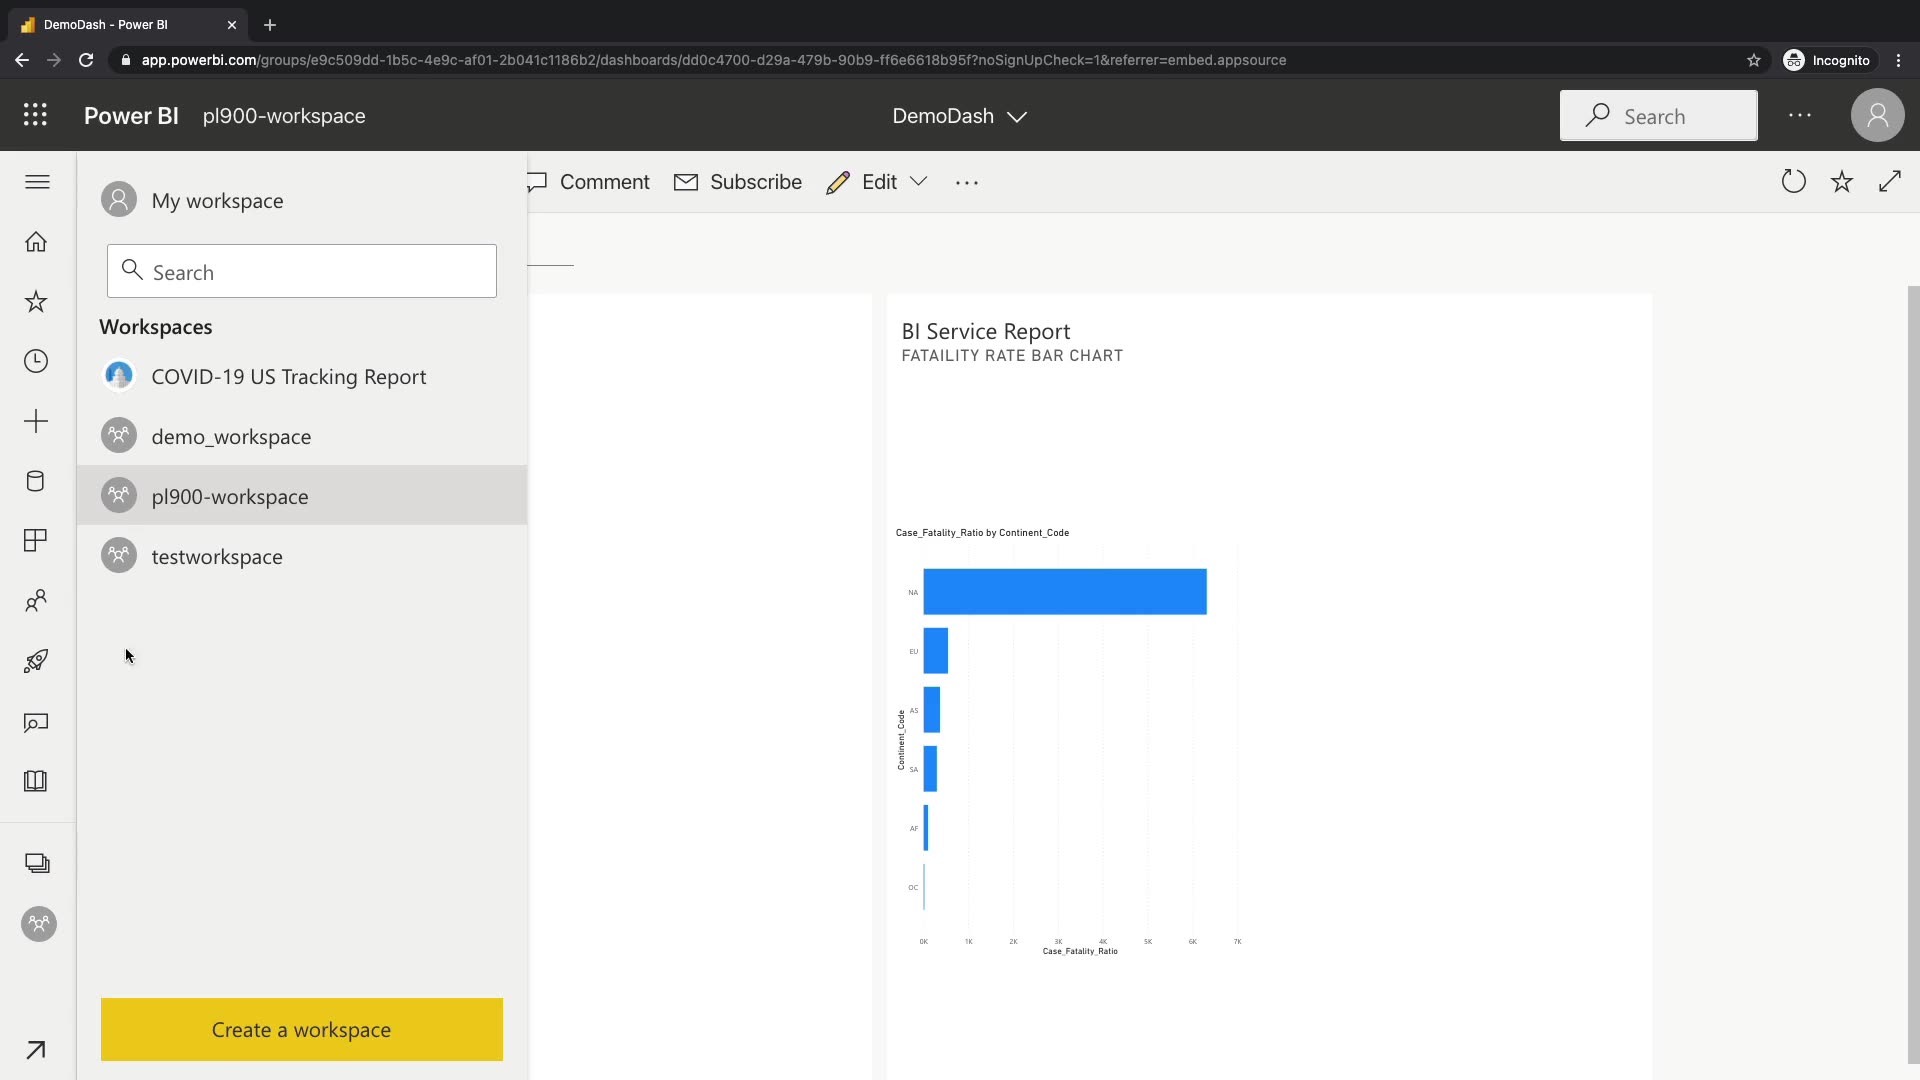 DemoDash - Power BI
app.powerbi.com/groups/e9c509dd-1b5c-4e9c-af01-2b041c1186b2/dashboards/dd0c4700-d29a-479b-90b9-ff6e6618b95f?noSignUpCheck=1&referrer=embed.appsource
Incognito
Power BI pl900-workspace
DemoDash
Search
My workspace
Comment
Subscribe
Edit
Search
Workspaces
COVID-19 US Tracking Report
demo_workspace
pl900-workspace
testworkspace
Create a workspace
BI Service Report
FATAILITY RATE BAR CHART
Case_Fatality_Ratio by Continent_Code
Continent_Code
NA
EU
AS
SA
AF
OC
0K 1K 2K 3K 4K 5K 6K 7K
Case_Fatality_Ratio